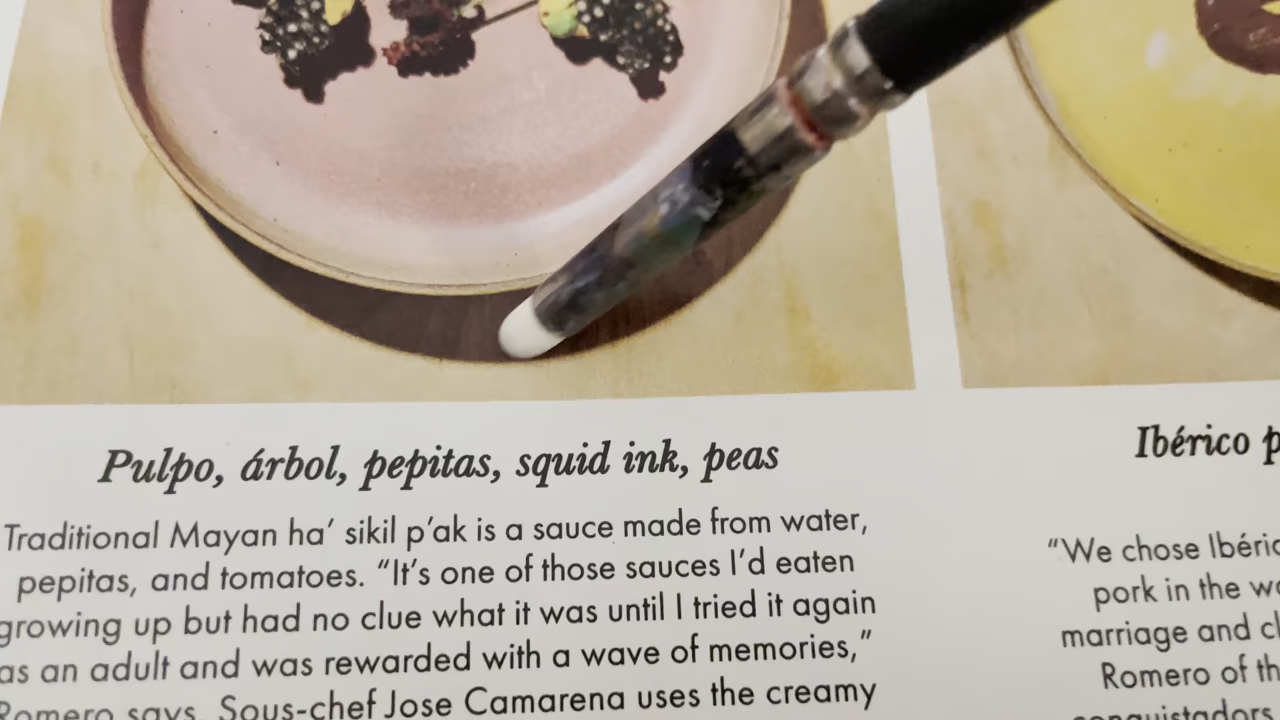 Pulpo, árbol, pepitas, squid ink, peas
Traditional Mayan ha’ sikil p’ak is a sauce made from water,
pepitas, and tomatoes. “It’s one of those sauces I’d eaten
growing up but had no clue what it was until I tried it again
as an adult and was rewarded with a wave of memories,”
Romero says. Sous-chef Jose Camarena uses the creamy
Ibérico
“We chose
pork in the
marriage and
Romero of
conquistadors